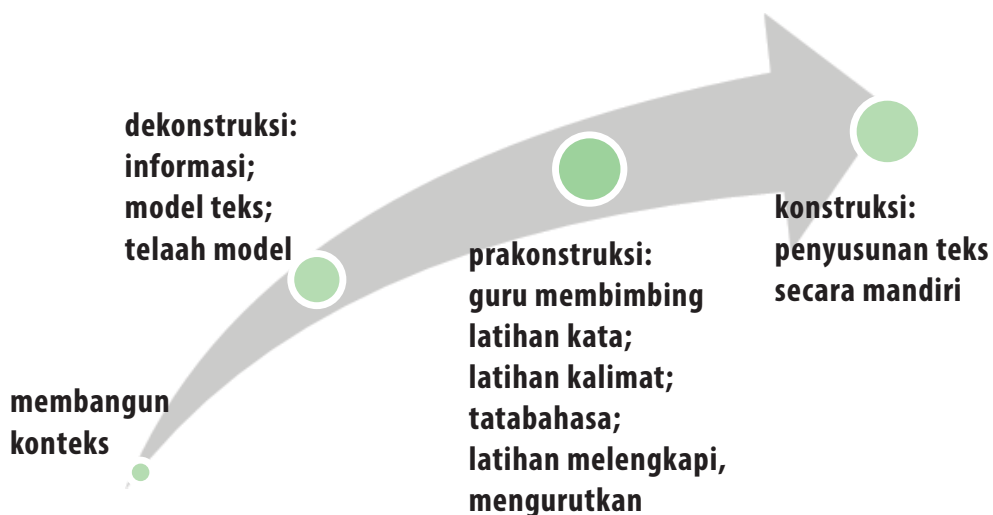 membangun
konteks
dekonstruksi:
informasi;
model teks;
telaah model
prakonstruksi:
guru membimbing
latihan kata;
latihan kalimat;
tatabahasa;
latihan melengkapi,
mengurutkan
konstruksi:
penyusunan teks
secara mandiri